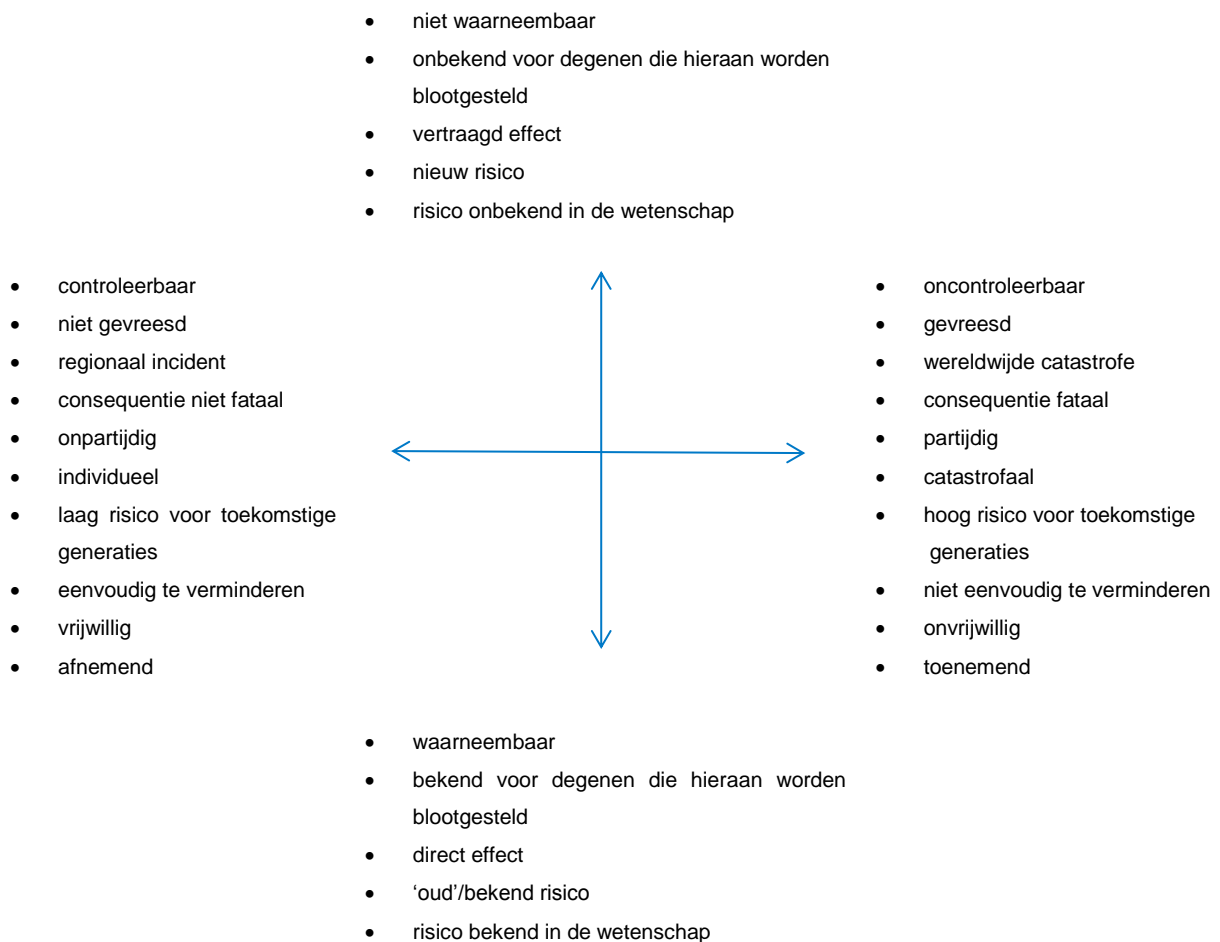 • niet waarneembaar
• onbekend voor degenen die hieraan worden
blootgesteld
• vertraagd effect
• nieuw risico
• risico onbekend in de wetenschap
• controleerbaar
• niet gevreesd
• regionaal incident
• consequentie niet fataal
• onpartijdig
• individueel
• laag risico voor toekomstige
generaties
• eenvoudig te verminderen
• vrijwillig
• afnemend
• oncontroleerbaar
• gevreesd
• wereldwijde catastrofe
• consequentie fataal
• partijdig
• catastrofaal
• hoog risico voor toekomstige
generaties
• niet eenvoudig te verminderen
• onvrijwillig
• toenemend
• waarneembaar
• bekend voor degenen die hieraan worden
blootgesteld
• direct effect
• ‘oud’/bekend risico
• risico bekend in de wetenschap